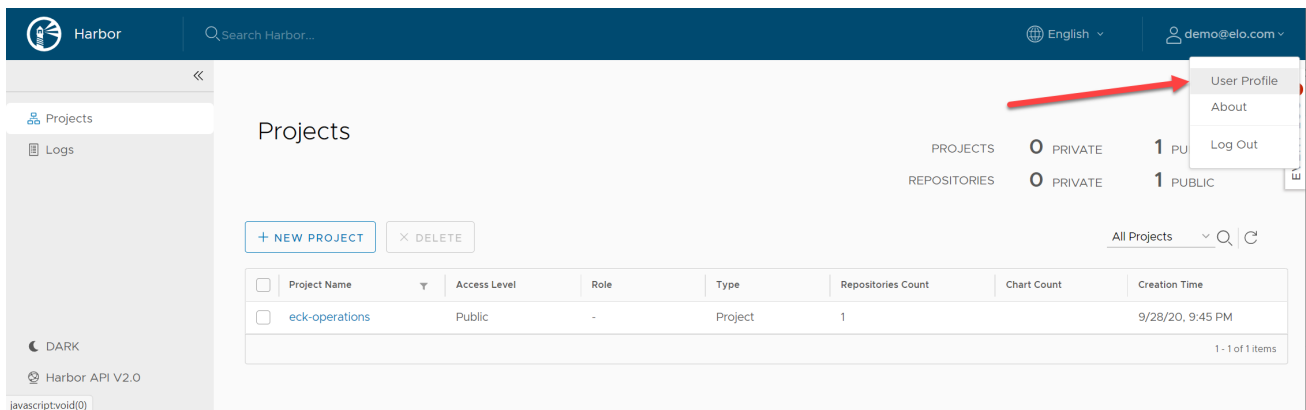 Harbor
Search Harbor...
English
demo@elo.com
User Profile
About
Log Out
Projects
Logs
Projects
PROJECTS 0 PRIVATE 1
REPOSITORIES 0 PRIVATE 1 PUBLIC
+ NEW PROJECT × DELETE
All Projects
Project Name Access Level Role Type Repositories Count Chart Count Creation Time
eck-operations Public - Project 1 9/28/20, 9:45 PM
1 - 1 of 1 items
DARK
Harbor API V2.0
javascript:void(0)